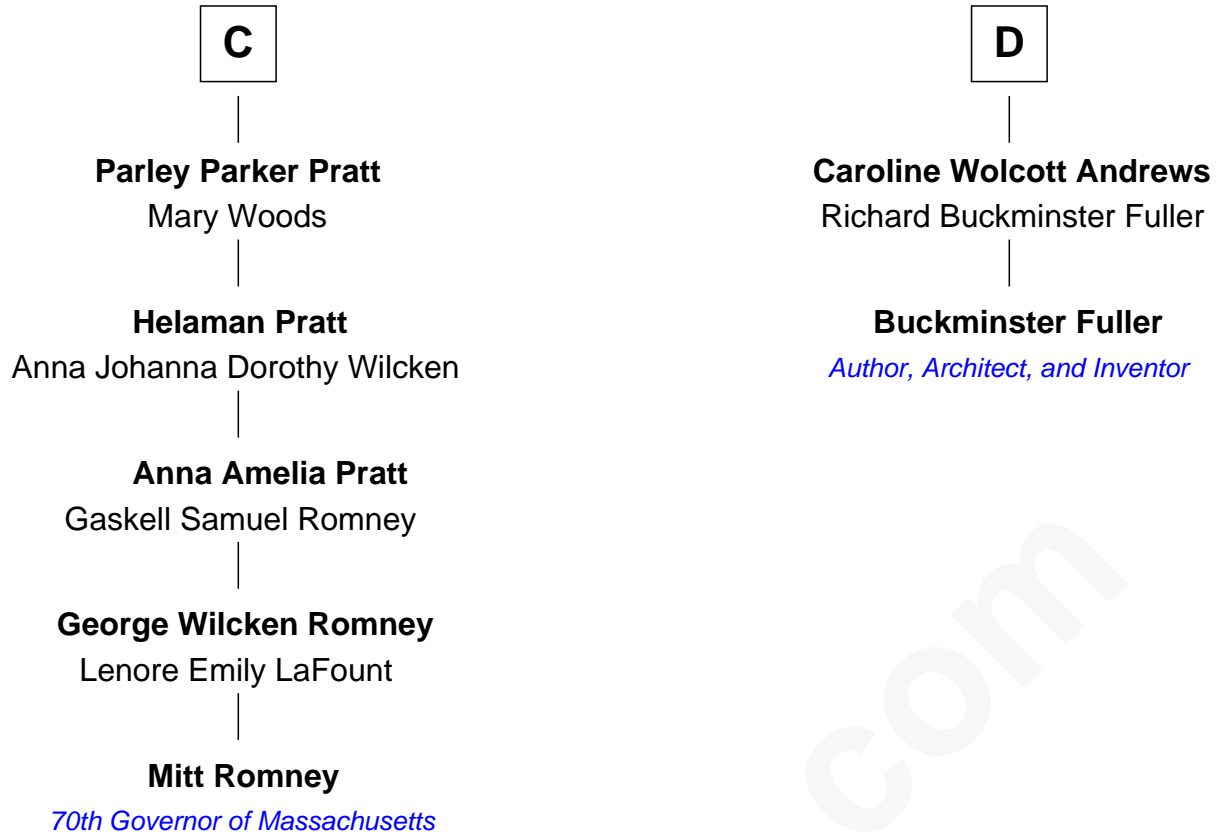 C
Parley Parker Pratt
Mary Woods
Helaman Pratt
Anna Johanna Dorothy Wilcken
Anna Amelia Pratt
Gaskell Samuel Romney
George Wilcken Romney
Lenore Emily LaFount
Mitt Romney
70th Governor of Massachusetts
D
Caroline Wolcott Andrews
Richard Buckminster Fuller
Buckminster Fuller
Author, Architect, and Inventor
com